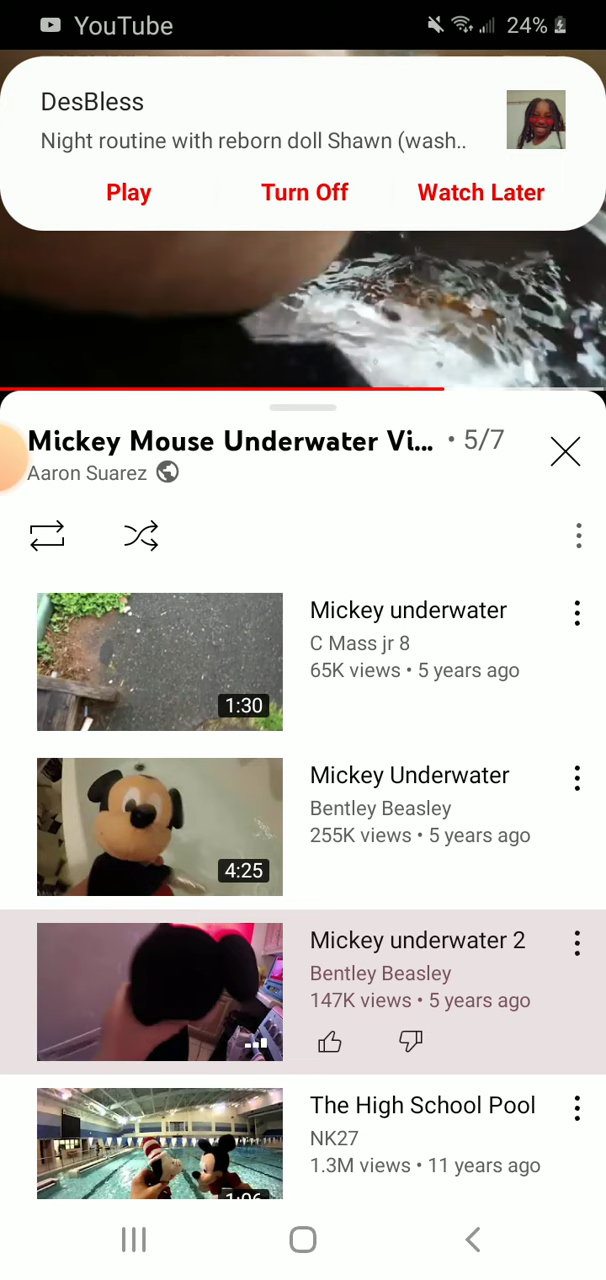 YouTube 24%
DesBless
Night routine with reborn doll Shawn (wash..
Play Turn Off Watch Later
Mickey Mouse Underwater Vi... • 5/7
Aaron Suarez
Mickey underwater
C Mass jr 8
65K views • 5 years ago
1:30
Mickey Underwater
Bentley Beasley
255K views • 5 years ago
4:25
Mickey underwater 2
Bentley Beasley
147K views • 5 years ago
The High School Pool
NK27
1.3M views • 11 years ago